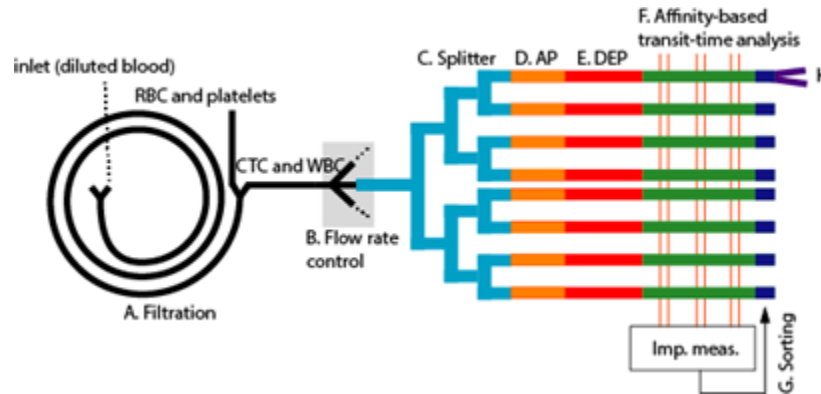 F. Affinity-based
transit-time analysis
C. Splitter
D. AP
E. DEP
inlet (diluted blood)
RBC and platelets
CTC and WBC
B. Flow rate
control
A. Filtration
Imp. meas.
G. Sorting